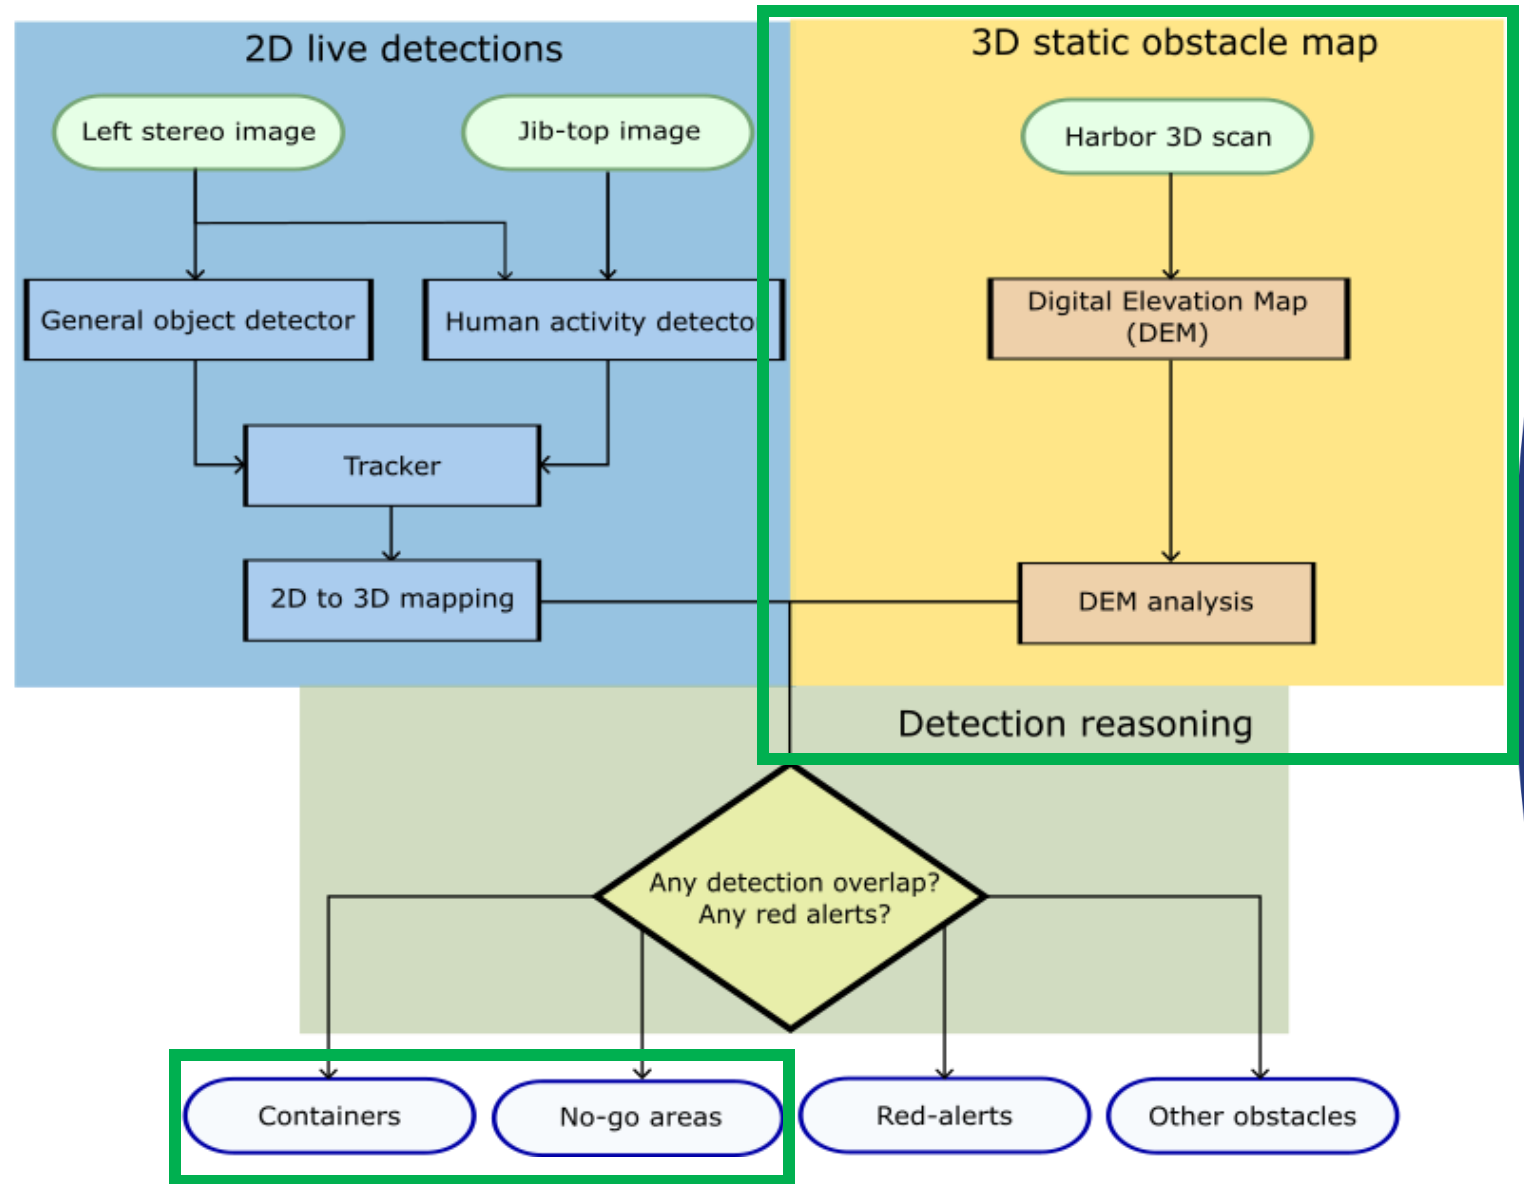 2D live detections
3D static obstacle map
Left stereo image
Jib-top image
Harbor 3D scan
General object detector
Human activity detector
Digital Elevation Map
(DEM)
Tracker
2D to 3D mapping
DEM analysis
Detection reasoning
Any detection overlap?
Any red alerts?
Containers
No-go areas
Red-alerts
Other obstacles